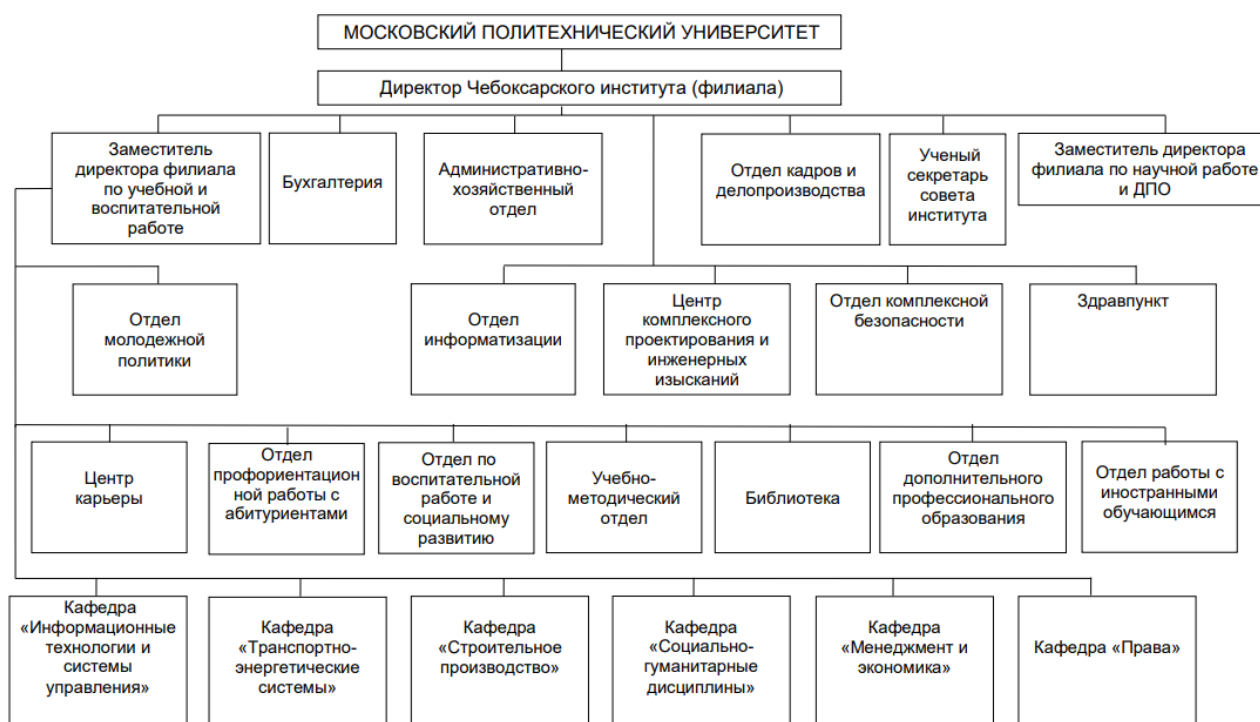 МОСКОВСКИЙ ПОЛИТЕХНИЧЕСКИЙ УНИВЕРСИТЕТ
Директор Чебоксарского института (филиала)
Заместитель
директора филиала
по учебной и
воспитательной
работе
Бухгалтерия
Административно-
хозяйственный
отдел
Отдел кадров и
делопроизводства
Ученый
секретарь
совета
института
Заместитель директора
филиала по научной работе
и ДПО
Отдел
молодежной
политики
Отдел
информатизации
Центр
комплексного
проектирования и
инженерных
изысканий
Отдел комплексной
безопасности
Здравпункт
Центр
карьеры
Отдел
профориентацион
ной работы с
абитуриентами
Отдел по
воспитательной
работе и
социальному
развитию
Учебно-
методический
отдел
Библиотека
Отдел
дополнительного
профессионального
образования
Отдел работы с
иностранными
обучающимся
Кафедра
«Информационные
технологии и
системы
управления»
Кафедра
«Транспортно-
энергетические
системы»
Кафедра
«Строительное
производство»
Кафедра
«Социально-
гуманитарные
дисциплины»
Кафедра
«Менеджмент и
экономика»
Кафедра «Права»